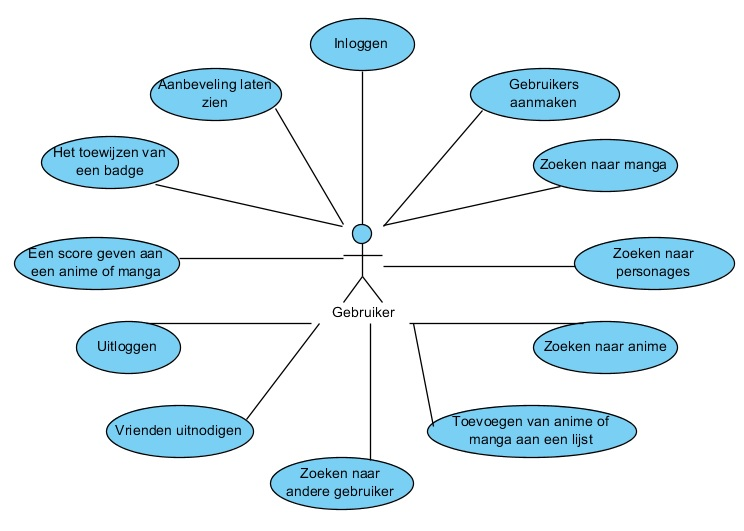 Inloggen
Aanbeveling laten
zien
Gebruikers
aanmaken
Het toewijzen van
een badge
Zoeken naar manga
Een score geven aan
een anime of manga
Zoeken naar
personages
Gebruiker
Uitloggen
Zoeken naar anime
Vrienden uitnodigen
Toevoegen van anime of
manga aan een lijst
Zoeken naar
andere gebruiker